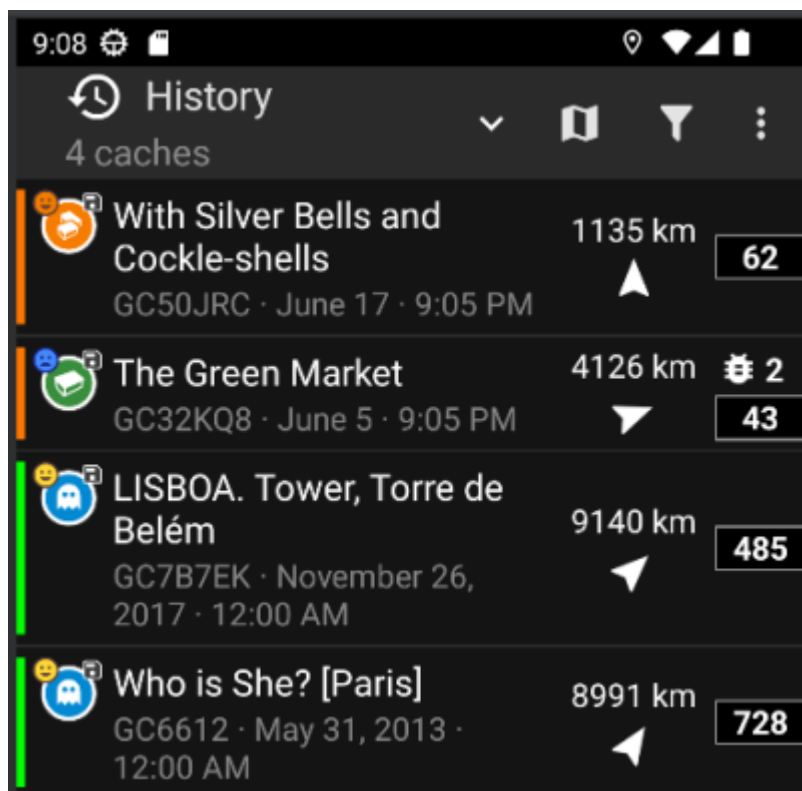 9:08
History
4 caches
With Silver Bells and
Cockle-shells
GC50JRC · June 17 · 9:05 PM
1135 km
62
The Green Market
GC32KQ8 · June 5 · 9:05 PM
4126 km
2
43
LISBOA. Tower, Torre de
Belém
GC7B7EK · November 26,
2017 · 12:00 AM
9140 km
485
Who is She? [Paris]
GC6612 · May 31, 2013 ·
12:00 AM
8991 km
728